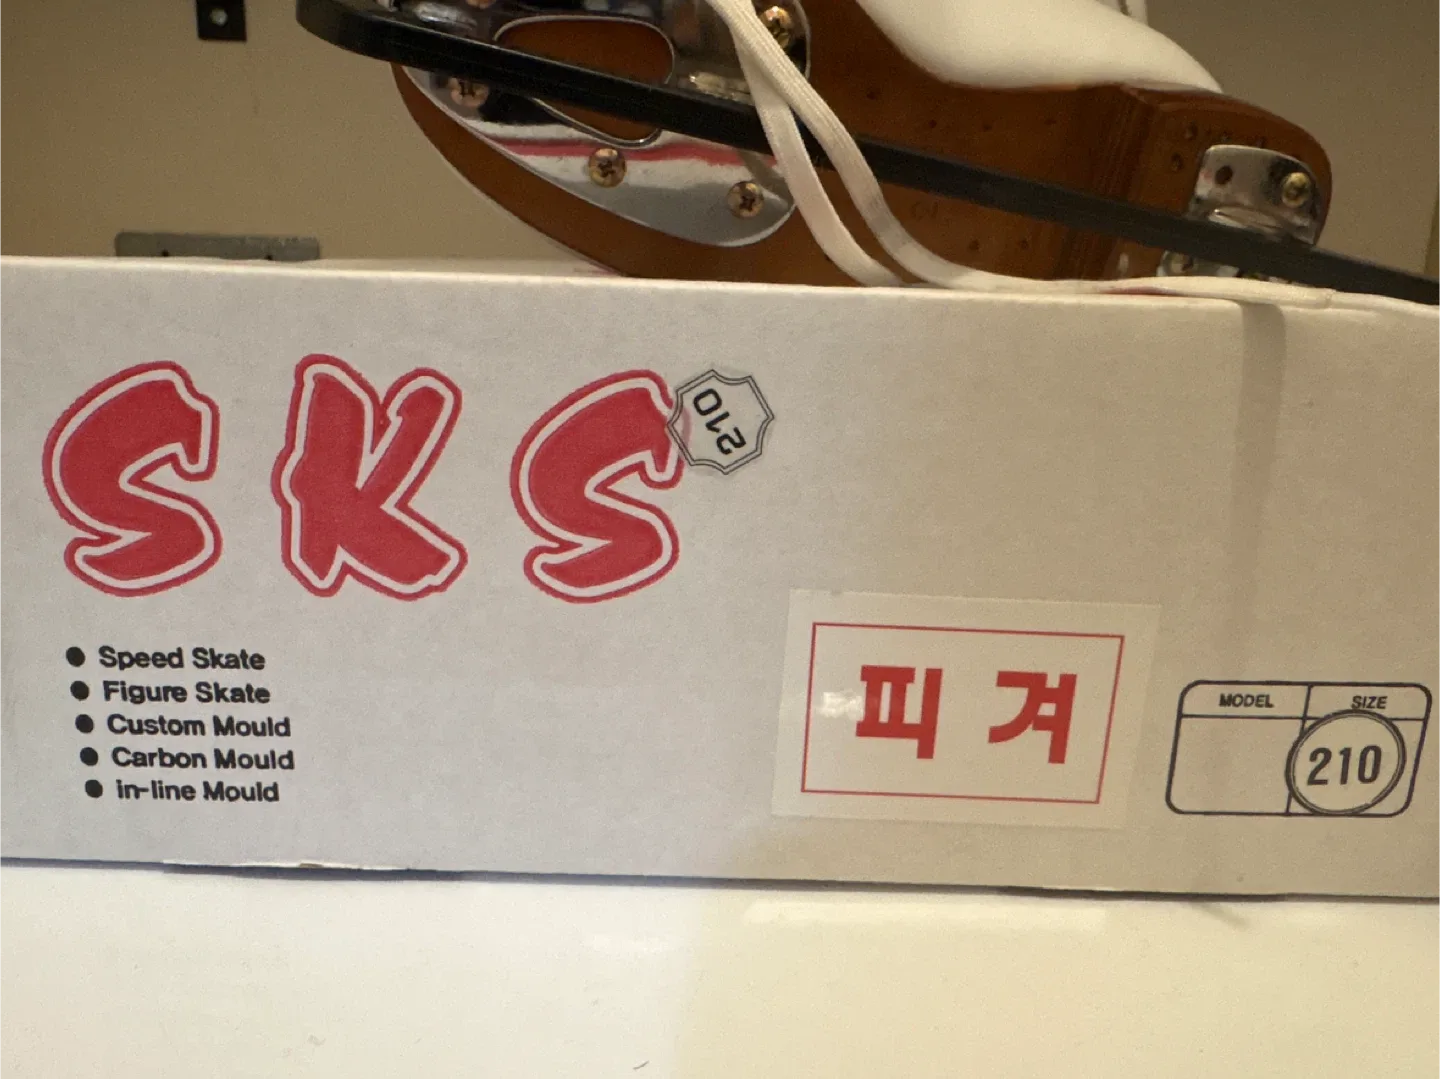 SKS
210
Speed Skate
Figure Skate
Custom Mould
Carbon Mould
in-line Mould
피겨
MODEL SIZE
210